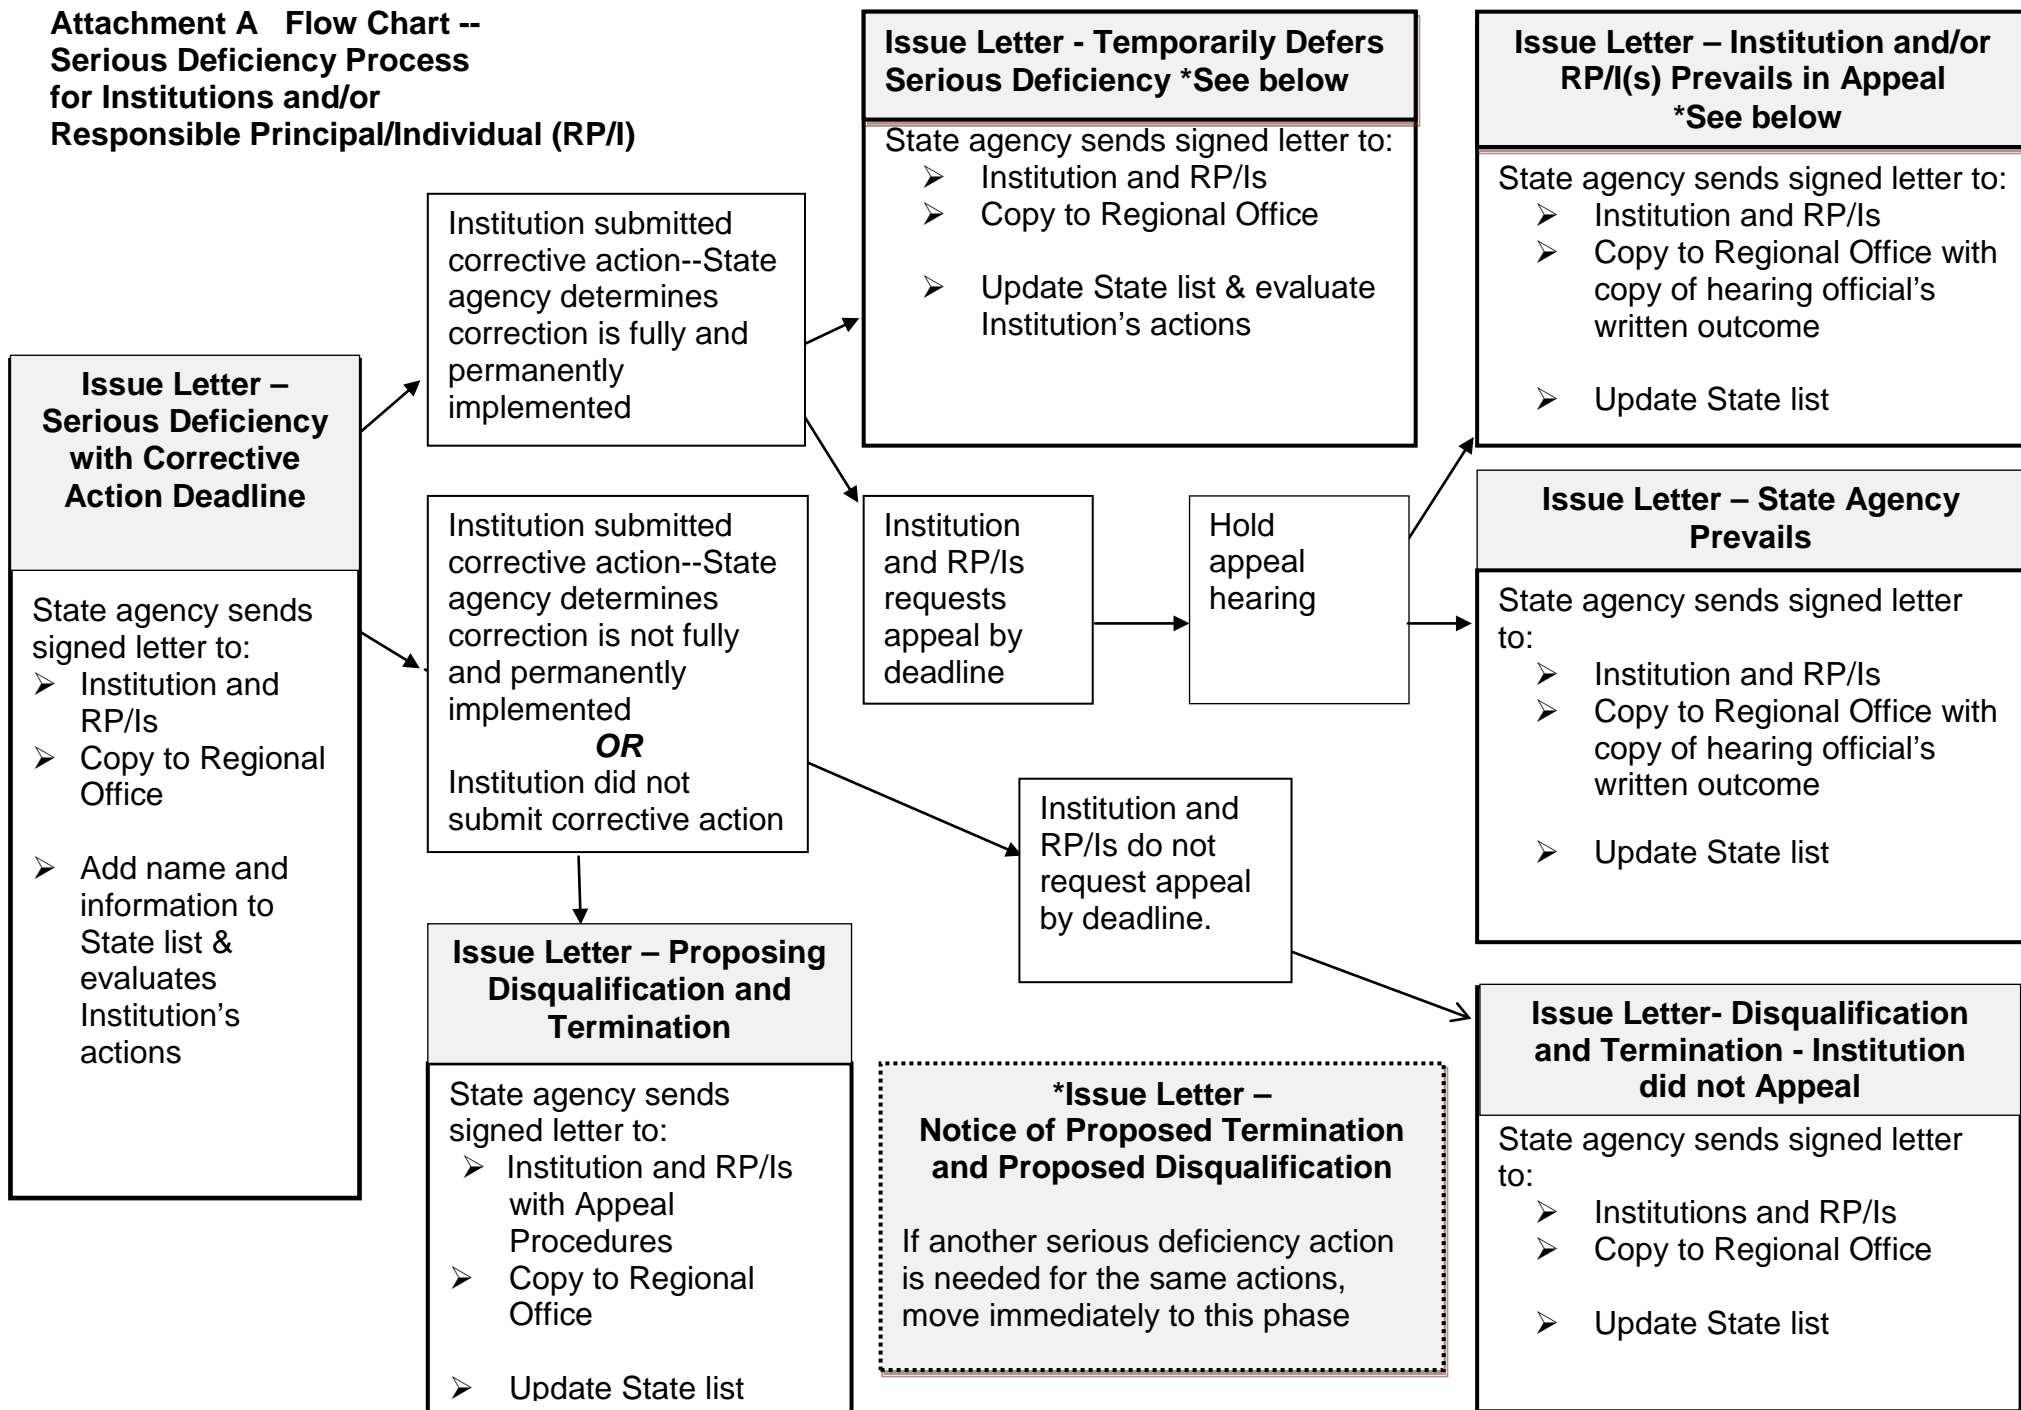 Attachment A   Flow Chart --
Serious Deficiency Process
for Institutions and/or
Responsible Principal/Individual (RP/I)
Issue Letter –
Serious Deficiency
with Corrective
Action Deadline
State agency sends
signed letter to:
➢ Institution and
RP/Is
➢ Copy to Regional
Office
➢ Add name and
information to
State list &
evaluates
Institution’s
actions
Institution submitted
corrective action--State
agency determines
correction is fully and
permanently
implemented
Institution submitted
corrective action--State
agency determines
correction is not fully
and permanently
implemented
OR
Institution did not
submit corrective action
Issue Letter – Proposing
Disqualification and
Termination
State agency sends
signed letter to:
➢ Institution and RP/Is
with Appeal
Procedures
➢ Copy to Regional
Office
➢ Update State list
Issue Letter - Temporarily Defers
Serious Deficiency *See below
State agency sends signed letter to:
➢ Institution and RP/Is
➢ Copy to Regional Office
➢ Update State list & evaluate
Institution’s actions
Institution
and RP/Is
requests
appeal by
deadline
Hold
appeal
hearing
Institution and
RP/Is do not
request appeal
by deadline.
*Issue Letter –
Notice of Proposed Termination
and Proposed Disqualification
If another serious deficiency action
is needed for the same actions,
move immediately to this phase
Issue Letter – Institution and/or
RP/I(s) Prevails in Appeal
*See below
State agency sends signed letter to:
➢ Institution and RP/Is
➢ Copy to Regional Office with
copy of hearing official’s
written outcome
➢ Update State list
Issue Letter – State Agency
Prevails
State agency sends signed letter
to:
➢ Institution and RP/Is
➢ Copy to Regional Office with
copy of hearing official’s
written outcome
➢ Update State list
Issue Letter- Disqualification
and Termination - Institution
did not Appeal
State agency sends signed letter
to:
➢ Institutions and RP/Is
➢ Copy to Regional Office
➢ Update State list